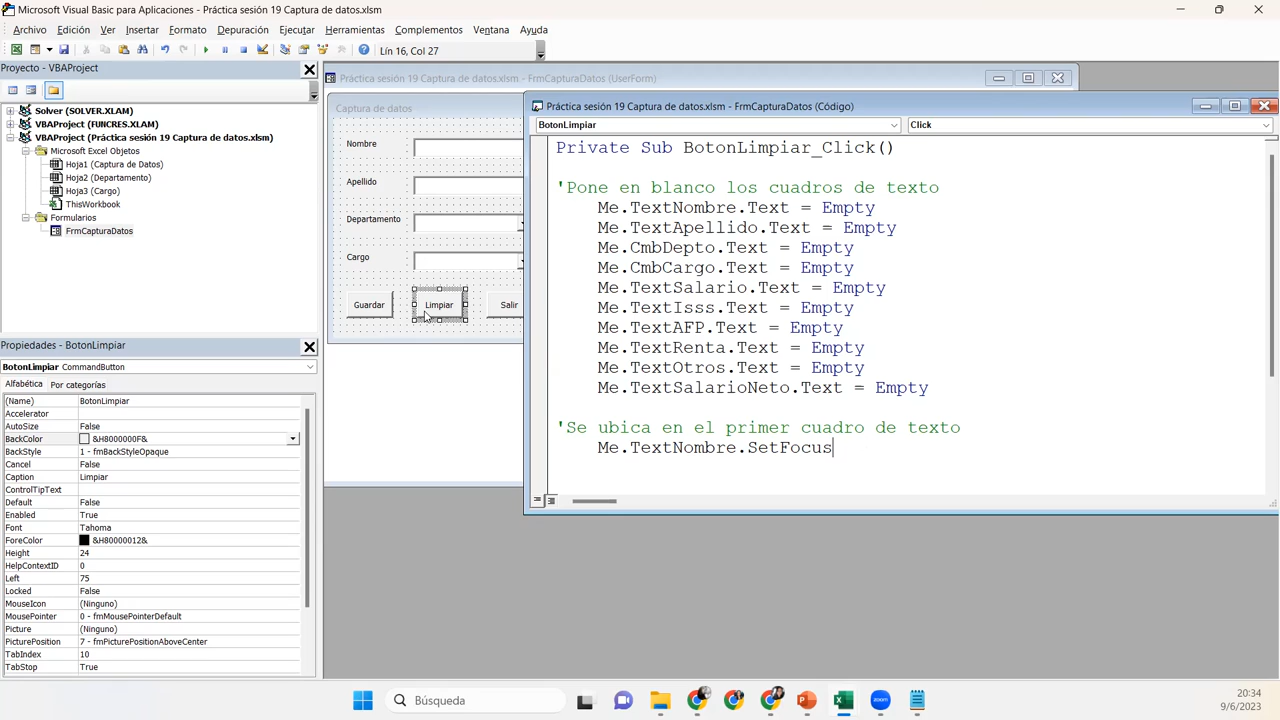 Microsoft Visual Basic para Aplicaciones - Práctica sesión 19 Captura de datos.xlsm
Archivo Edición Ver Insertar Formato Depuración Ejecutar Herramientas Complementos Ventana Ayuda
Lín 16, Col 27
Proyecto - VBAProject
Solver (SOLVER.XLAM)
VBAProject (FUNCRES.XLAM)
VBAProject (Práctica sesión 19 Captura de datos.xlsm)
Microsoft Excel Objetos
Hoja1 (Captura de Datos)
Hoja2 (Departamento)
Hoja3 (Cargo)
ThisWorkbook
Formularios
FrmCapturaDatos
Propiedades - BotonLimpiar
BotonLimpiar CommandButton
Alfabética Por categorías
(Name) BotonLimpiar
Accelerator
AutoSize False
BackColor &H8000000F&
BackStyle 1 - fmBackStyleOpaque
Cancel False
Caption Limpiar
ControlTipText
Default False
Enabled True
Font Tahoma
ForeColor &H80000012&
Height 24
HelpContextID 0
Left 75
Locked False
MouseIcon (Ninguno)
MousePointer 0 - fmMousePointerDefault
Picture (Ninguno)
PicturePosition 7 - fmPicturePositionAboveCenter
TabIndex 10
TabStop True
Práctica sesión 19 Captura de datos.xlsm - FrmCapturaDatos (UserForm)
Captura de datos
Nombre
Apellido
Departamento
Cargo
Guardar Limpiar Salir
Práctica sesión 19 Captura de datos.xlsm - FrmCapturaDatos (Código)
BotonLimpiar Click
Private Sub BotonLimpiar_Click()
'Pone en blanco los cuadros de texto
Me.TextNombre.Text = Empty
Me.TextApellido.Text = Empty
Me.CmbDepto.Text = Empty
Me.CmbCargo.Text = Empty
Me.TextSalario.Text = Empty
Me.TextIsss.Text = Empty
Me.TextAFP.Text = Empty
Me.TextRenta.Text = Empty
Me.TextOtros.Text = Empty
Me.TextSalarioNeto.Text = Empty
'Se ubica en el primer cuadro de texto
Me.TextNombre.SetFocus
Búsqueda
zoom
20:34
9/6/2023